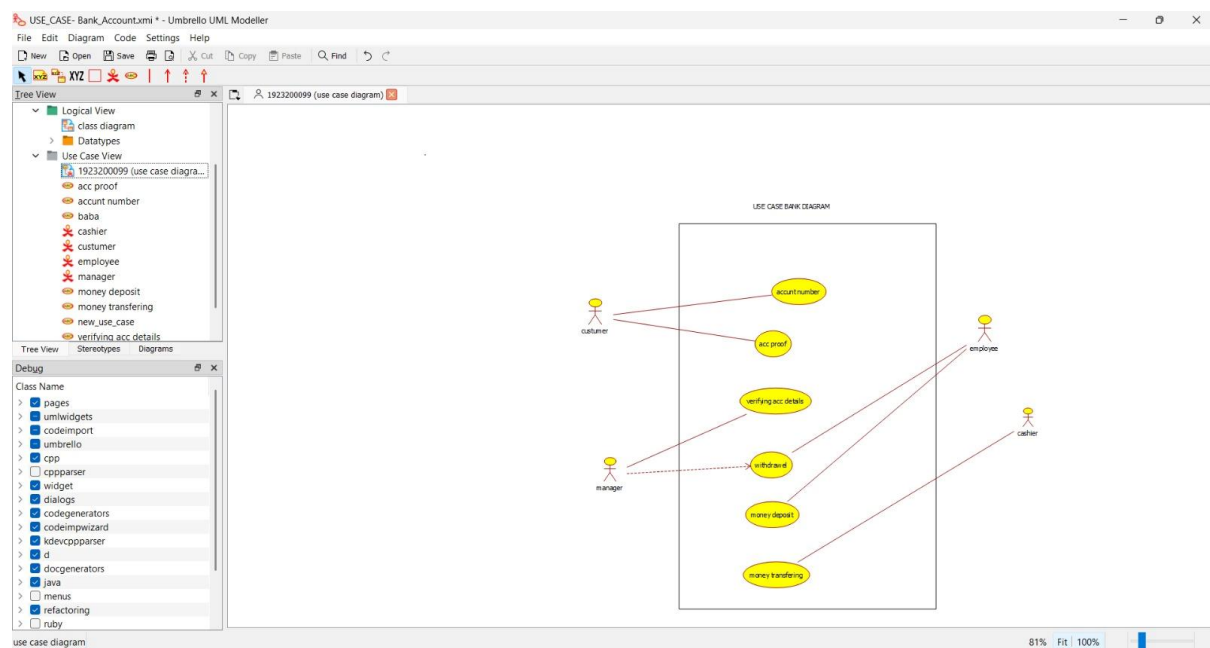 USE_CASE- Bank_Account.xmi * - Umbrello UML Modeller
File Edit Diagram Code Settings Help
New Open Save Cut Copy Paste Find
XYZ XYZ
Tree View
1923200099 (use case diagram)
Logical View
class diagram
Datatypes
Use Case View
1923200099 (use case diagra...
acc proof
accunt number
baba
cashier
custumer
employee
manager
money deposit
money transfering
new_use_case
verifying acc details
Tree View Stereotypes Diagrams
Debug
Class Name
pages
umlwidgets
codeimport
umbrello
cpp
cppparser
widget
dialogs
codegenerators
codeimpwizard
kdevcppparser
d
docgenerators
java
menus
refactoring
ruby
USE CASE BANK DIAGRAM
accunt number
custumer
acc proof
employee
verifying acc details
cashier
withdrawel
manager
money deposit
money transfering
use case diagram
81% Fit 100%